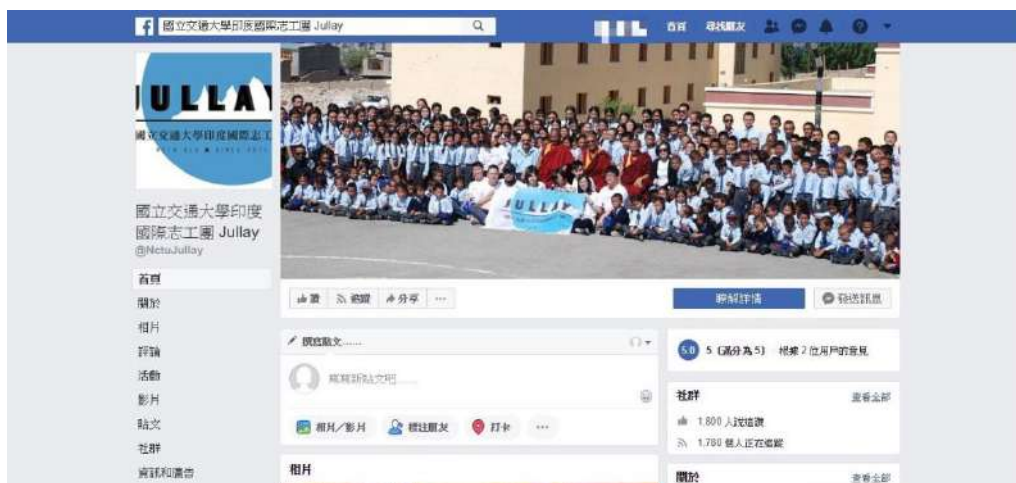 國立交通大學印度國際志工團 Jullay
首頁
尋找朋友
JULLAY
國立交通大學印度國際志工
國立交通大學印度
國際志工團 Jullay
@NctuJullay
首頁
關於
相片
評論
活動
影片
貼文
社群
資訊和廣告
JULLAY
讚
追蹤
分享
瞭解詳情
發送訊息
撰寫貼文......
寫寫新貼文吧......
相片／影片
標註朋友
打卡
相片
5.0
5（滿分為 5） 根據 2 位用戶的意見
社群
查看全部
1,800 人說這讚
1,780 個人正在追蹤
關於
查看全部